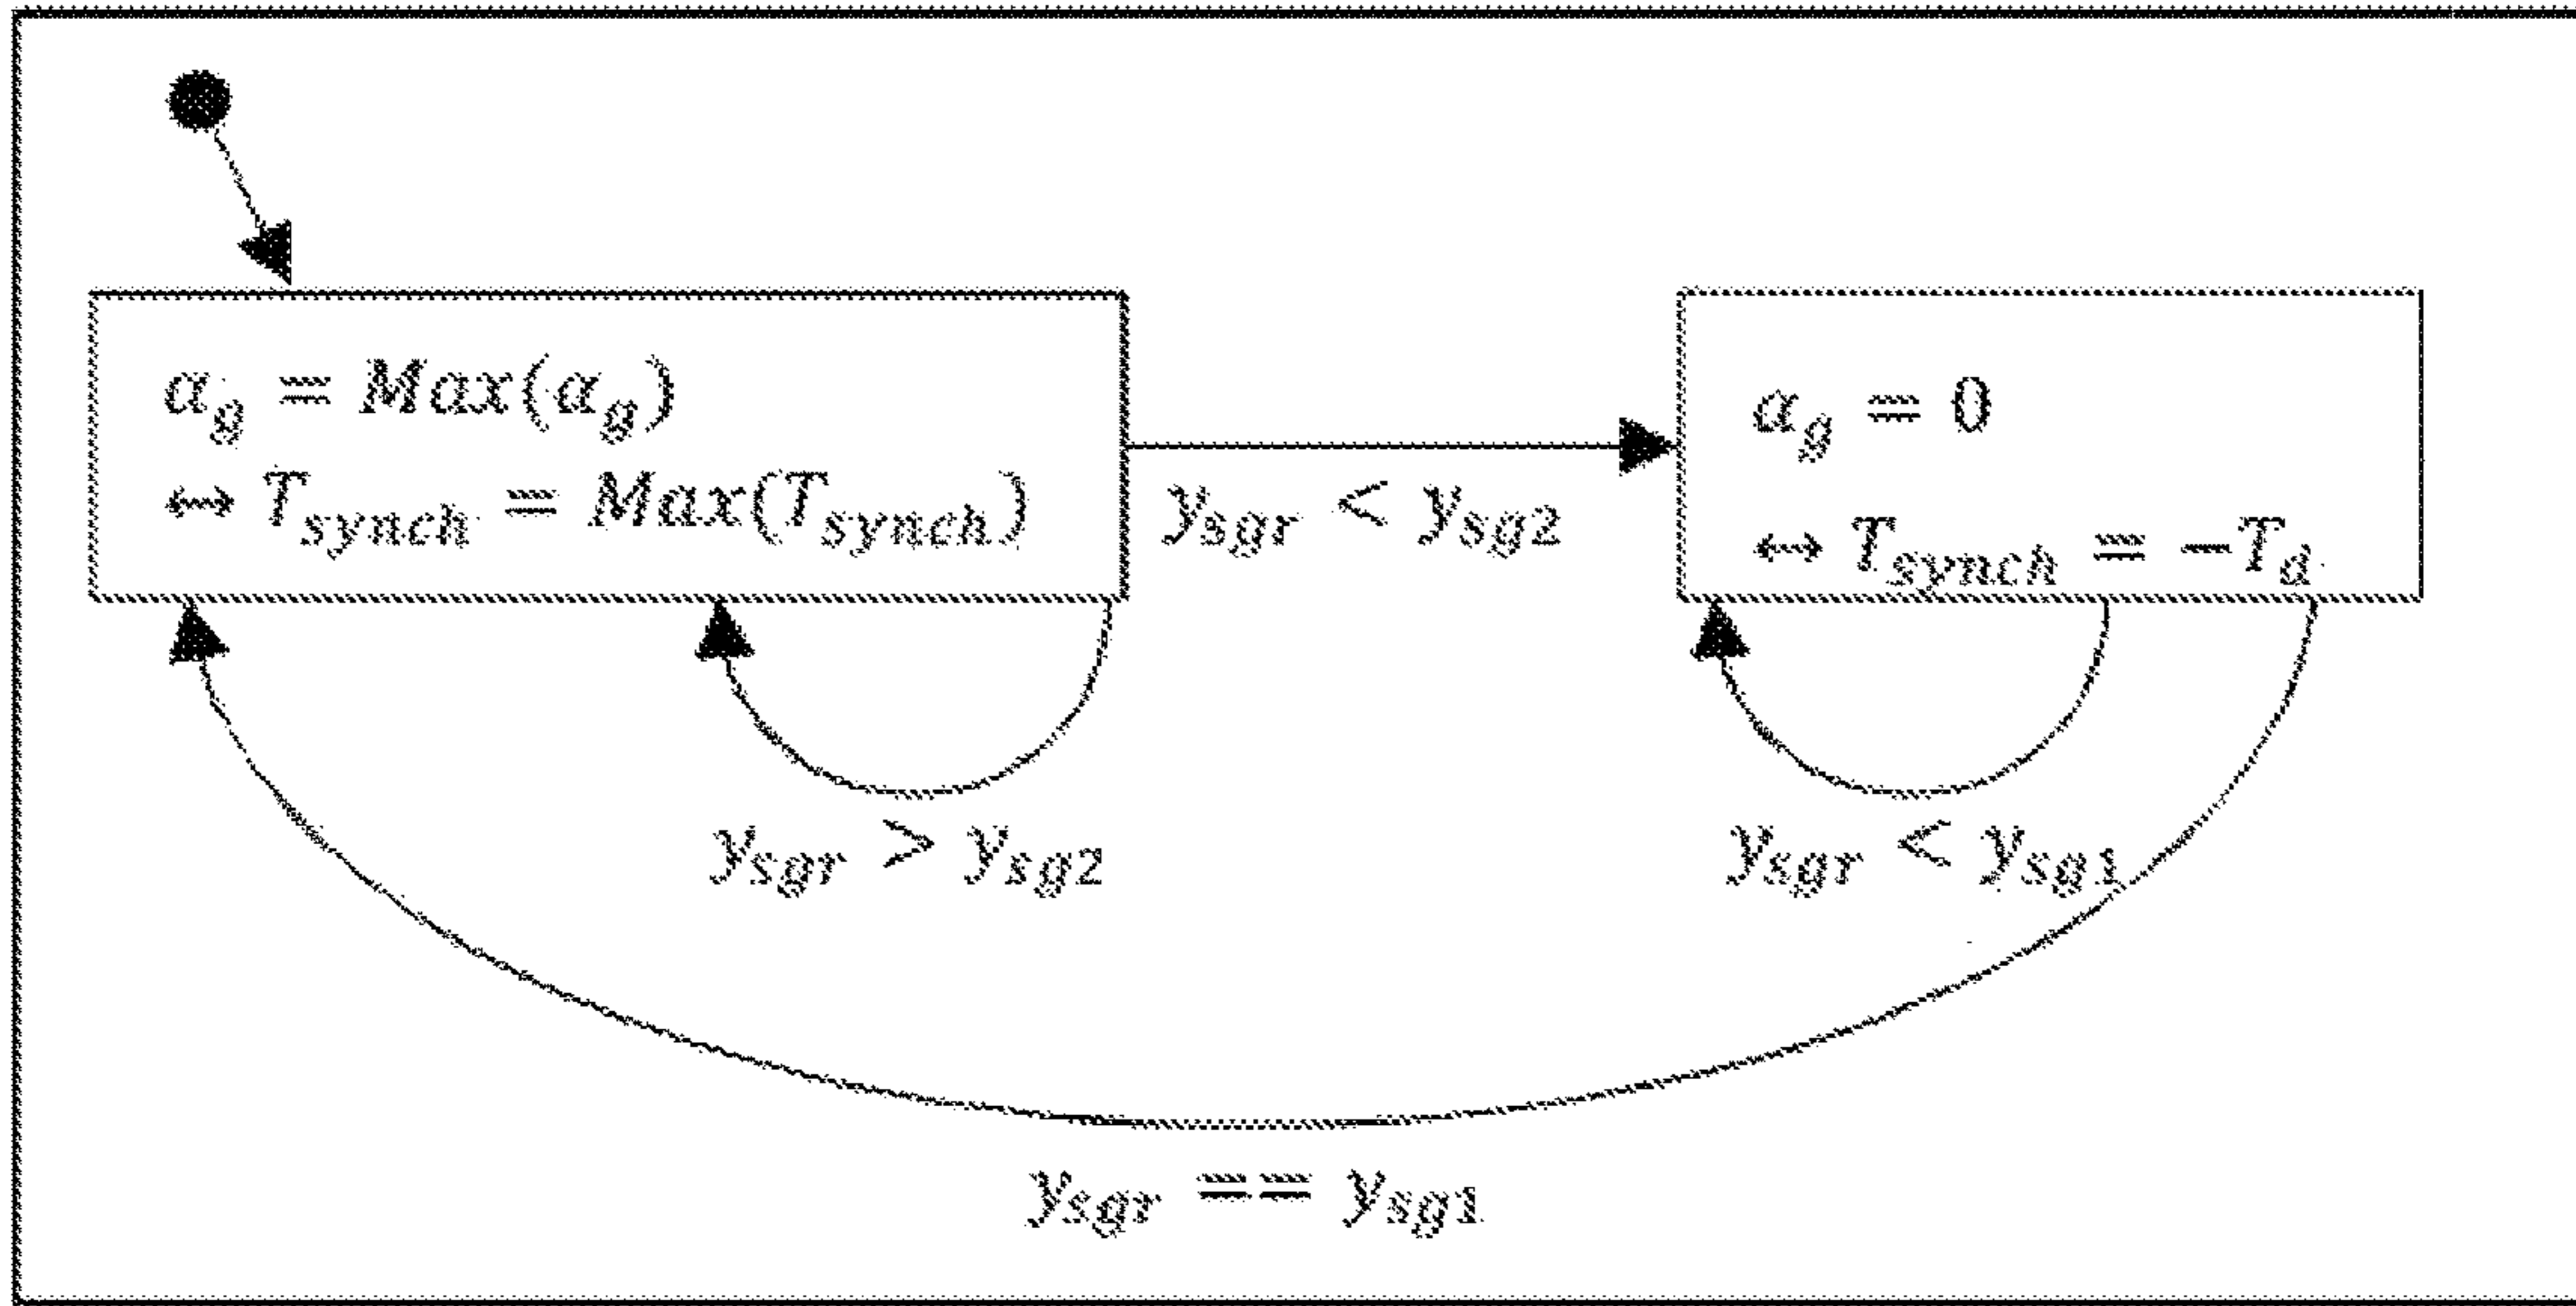 α_g = Max(α_g)
↔ T_synch = Max(T_synch)
y_sgr < y_sg2
α_g = 0
↔ T_synch = −T_d
y_sgr > y_sg2
y_sgr < y_sg1
y_sgr == y_sg1